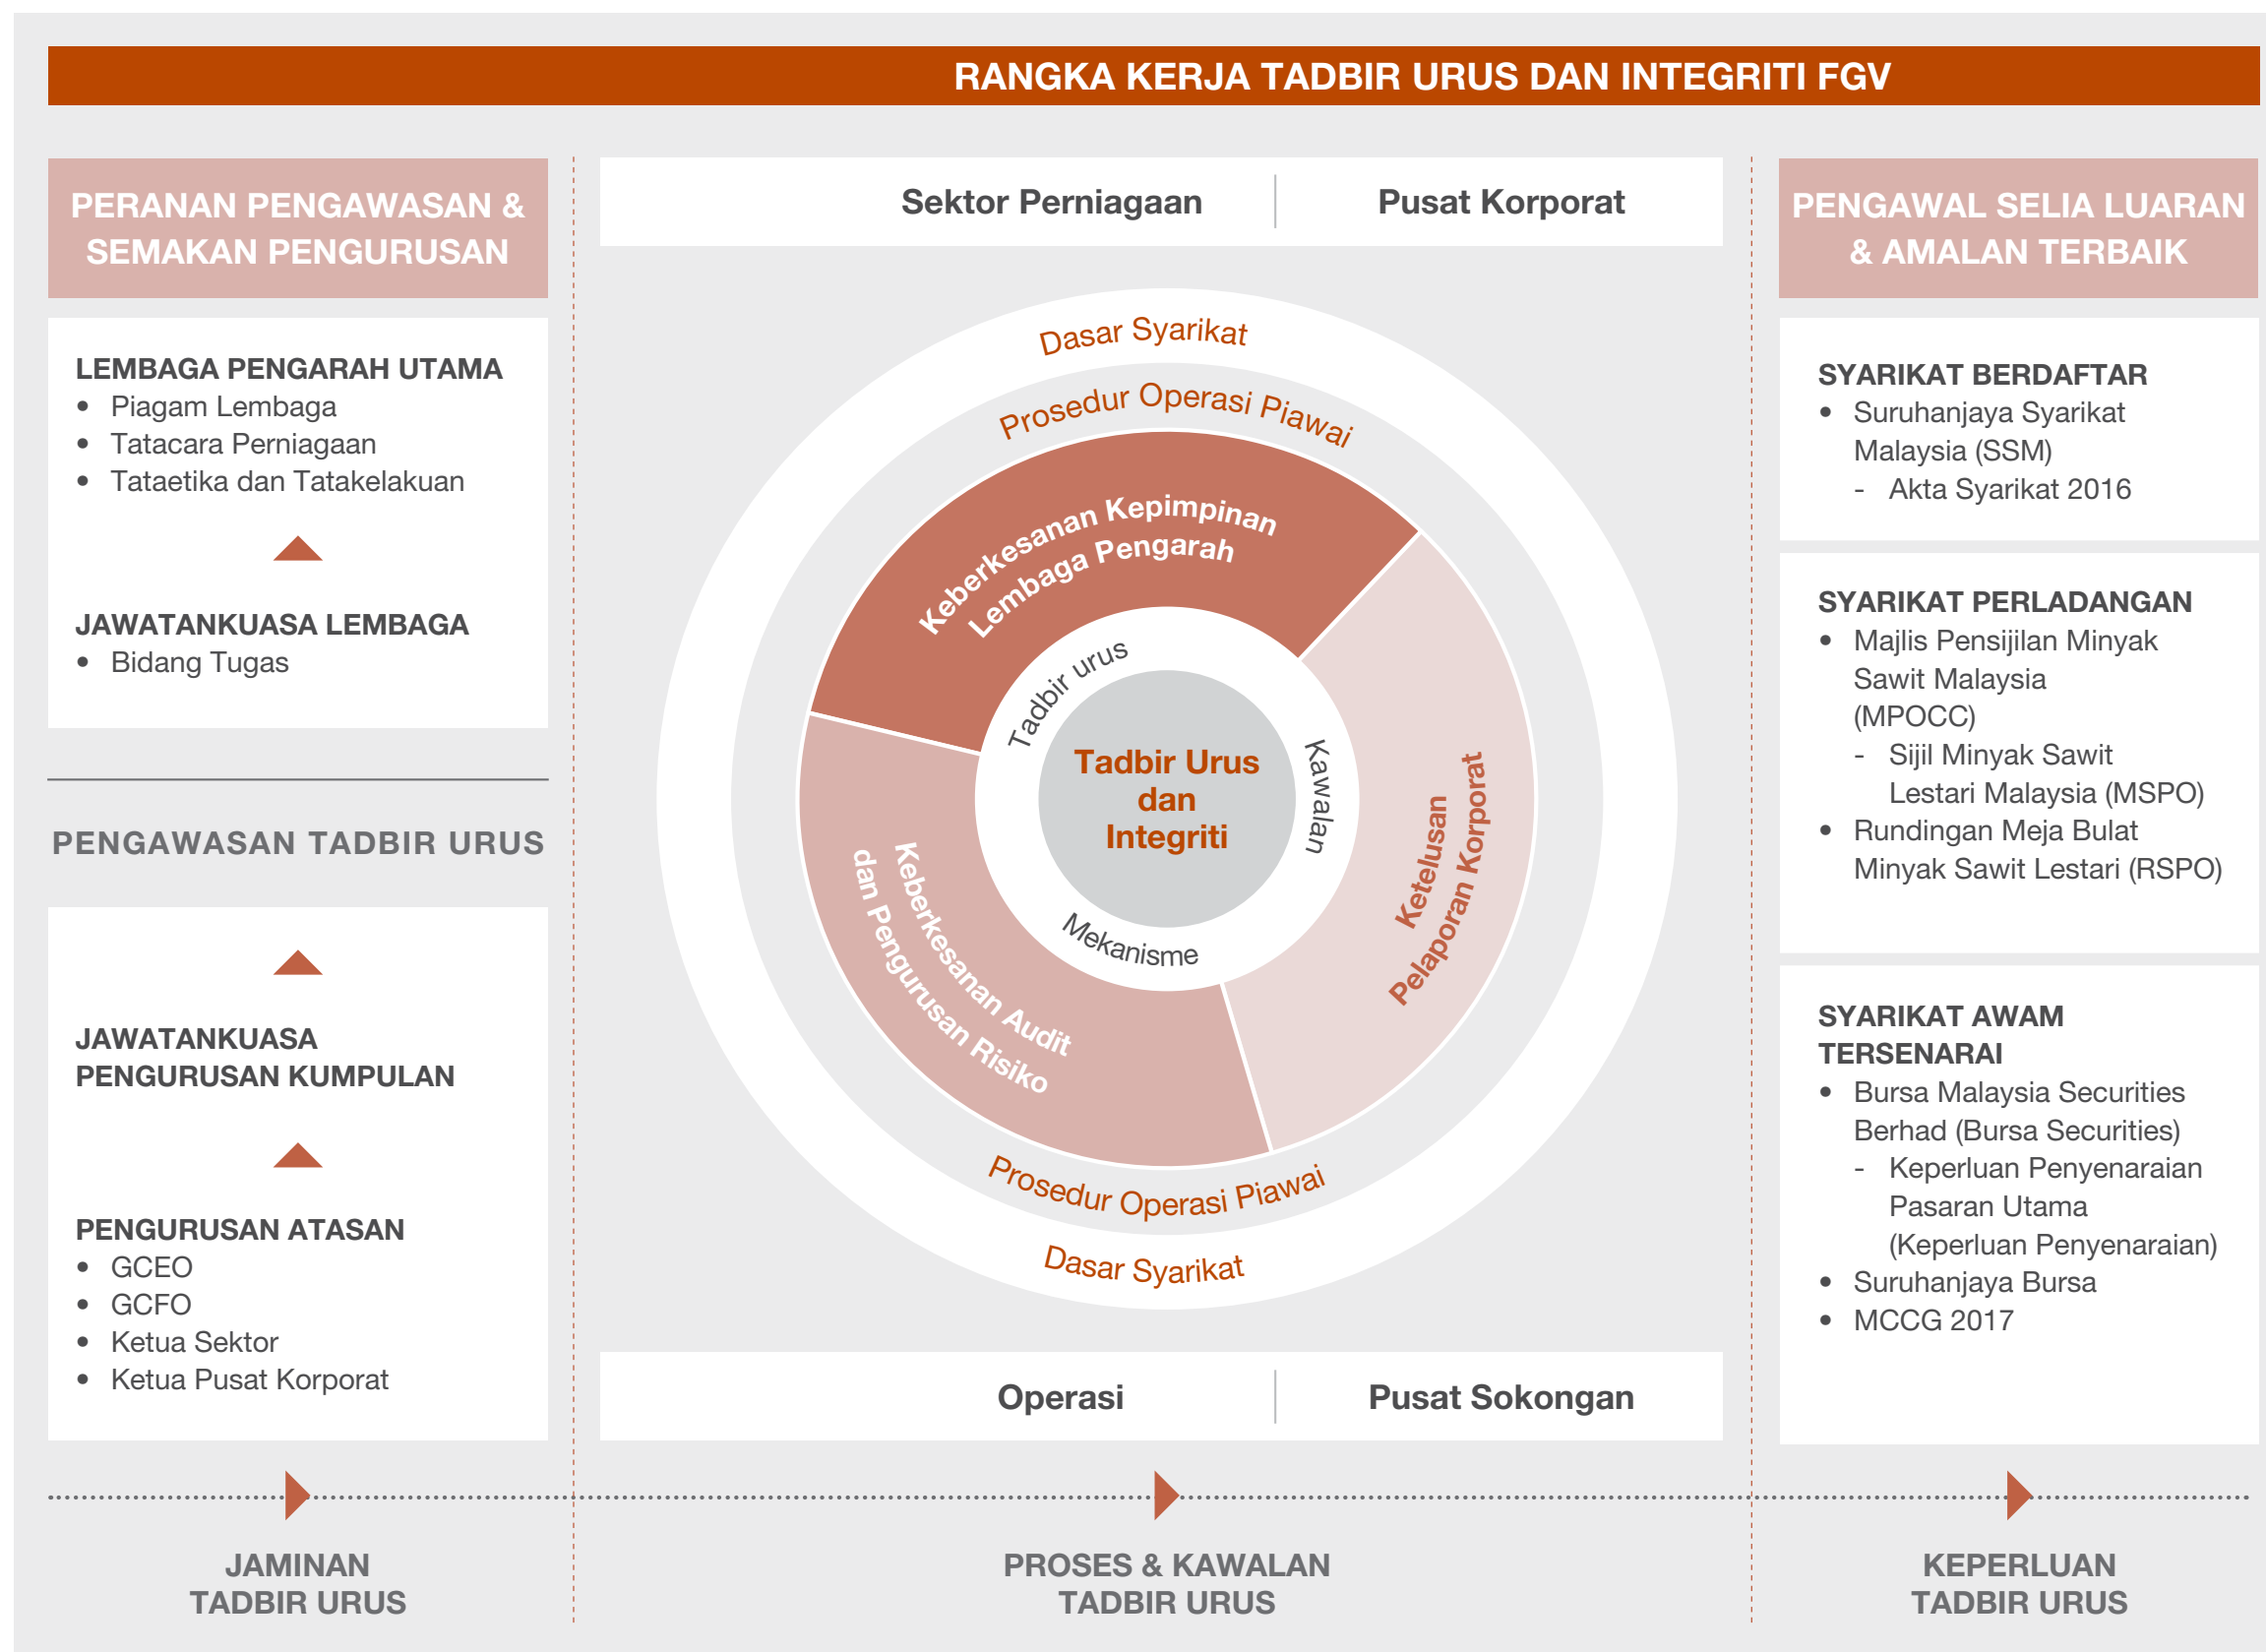 RANGKA KERJA TADBIR URUS DAN INTEGRITI FGV
PERANAN PENGAWASAN &
SEMAKAN PENGURUSAN
LEMBAGA PENGARAH UTAMA
• Piagam Lembaga
• Tatacara Perniagaan
• Tataetika dan Tatakelakuan
JAWATANKUASA LEMBAGA
• Bidang Tugas
PENGAWASAN TADBIR URUS
JAWATANKUASA
PENGURUSAN KUMPULAN
PENGURUSAN ATASAN
• GCEO
• GCFO
• Ketua Sektor
• Ketua Pusat Korporat
JAMINAN
TADBIR URUS
Sektor Perniagaan
Pusat Korporat
Dasar Syarikat
Prosedur Operasi Piawai
Keberkesanan Kepimpinan
Lembaga Pengarah
Tadbir urus
Kawalan
Mekanisme
Tadbir Urus
dan
Integriti
Ketelusan
Pelaporan Korporat
Keberkesanan Audit
dan Pengurusan Risiko
Prosedur Operasi Piawai
Dasar Syarikat
Operasi
Pusat Sokongan
PROSES & KAWALAN
TADBIR URUS
PENGAWAL SELIA LUARAN
& AMALAN TERBAIK
SYARIKAT BERDAFTAR
• Suruhanjaya Syarikat
Malaysia (SSM)
- Akta Syarikat 2016
SYARIKAT PERLADANGAN
• Majlis Pensijilan Minyak
Sawit Malaysia
(MPOCC)
- Sijil Minyak Sawit
Lestari Malaysia (MSPO)
• Rundingan Meja Bulat
Minyak Sawit Lestari (RSPO)
SYARIKAT AWAM
TERSENARAI
• Bursa Malaysia Securities
Berhad (Bursa Securities)
- Keperluan Penyenaraian
Pasaran Utama
(Keperluan Penyenaraian)
• Suruhanjaya Bursa
• MCCG 2017
KEPERLUAN
TADBIR URUS